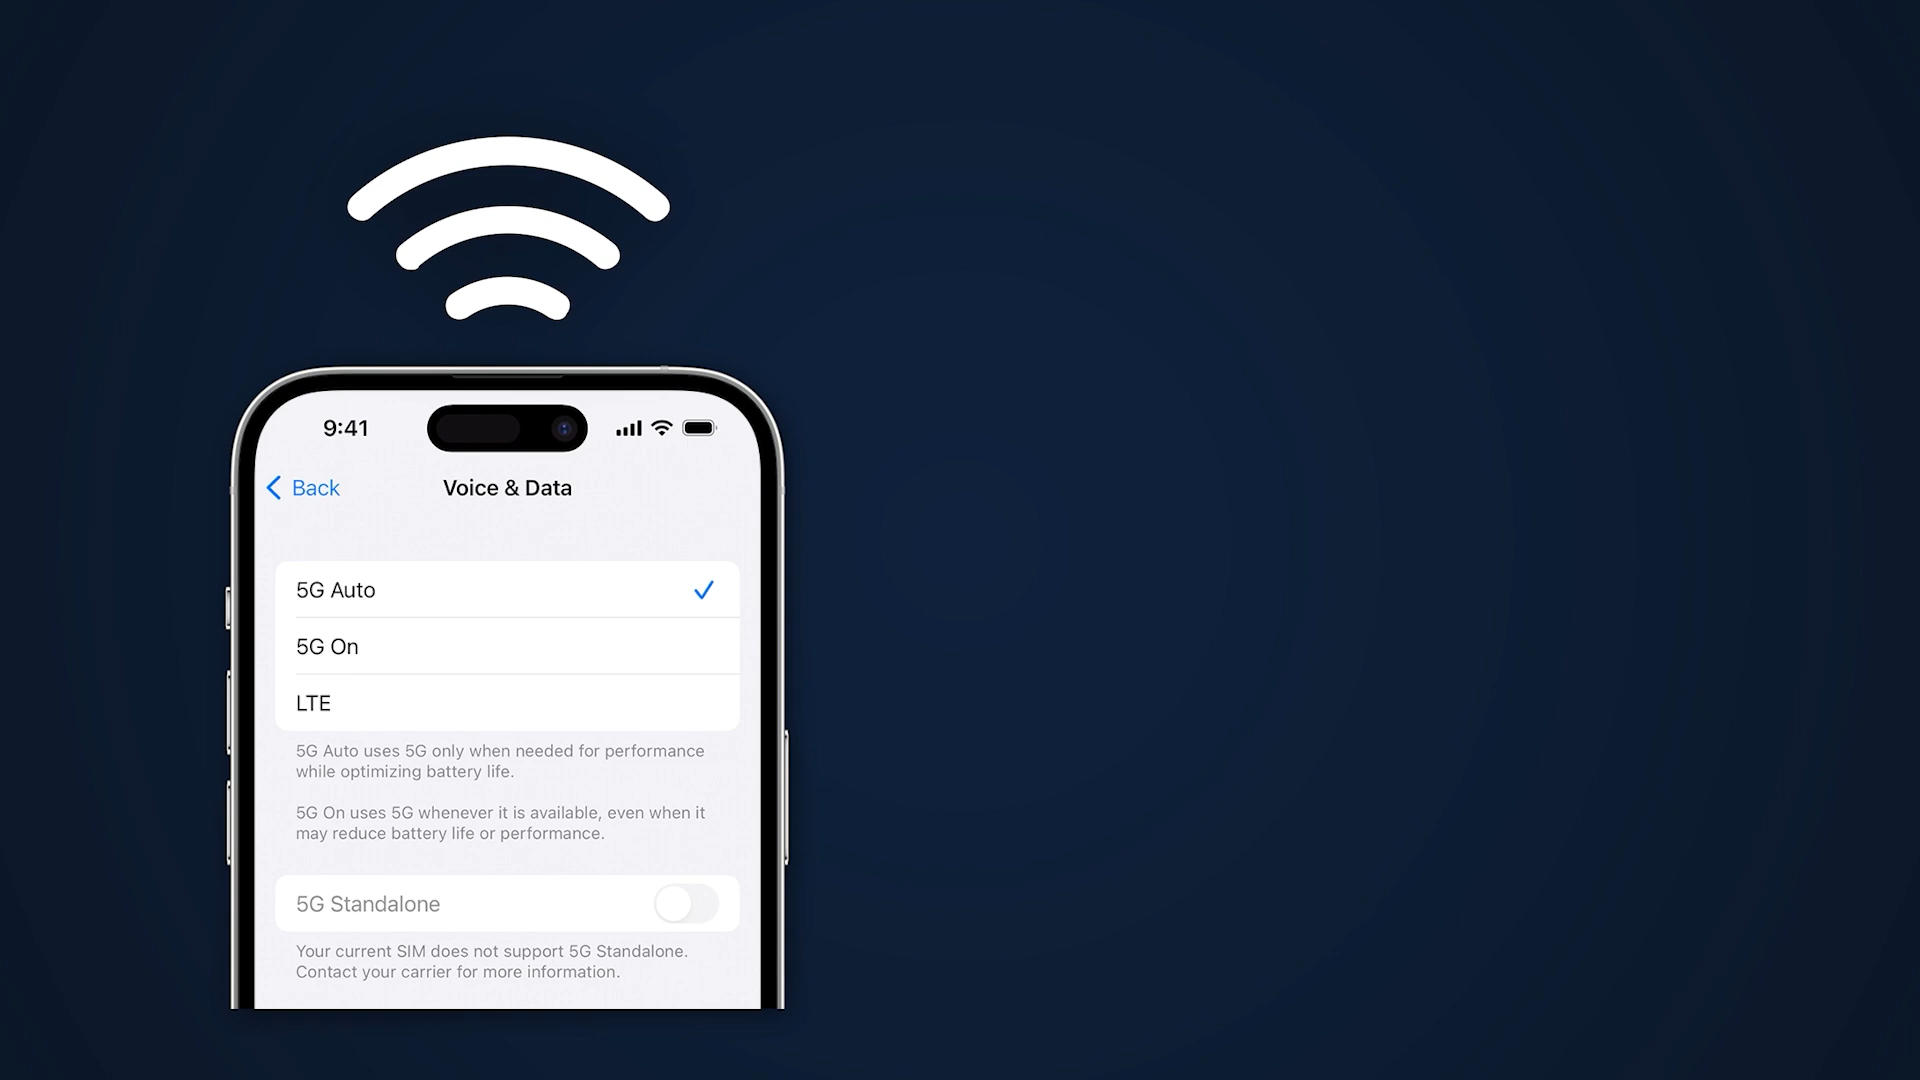 9:41
Back
Voice & Data
5G Auto
5G On
LTE
5G Auto uses 5G only when needed for performance
while optimizing battery life.
5G On uses 5G whenever it is available, even when it
may reduce battery life or performance.
5G Standalone
Your current SIM does not support 5G Standalone.
Contact your carrier for more information.